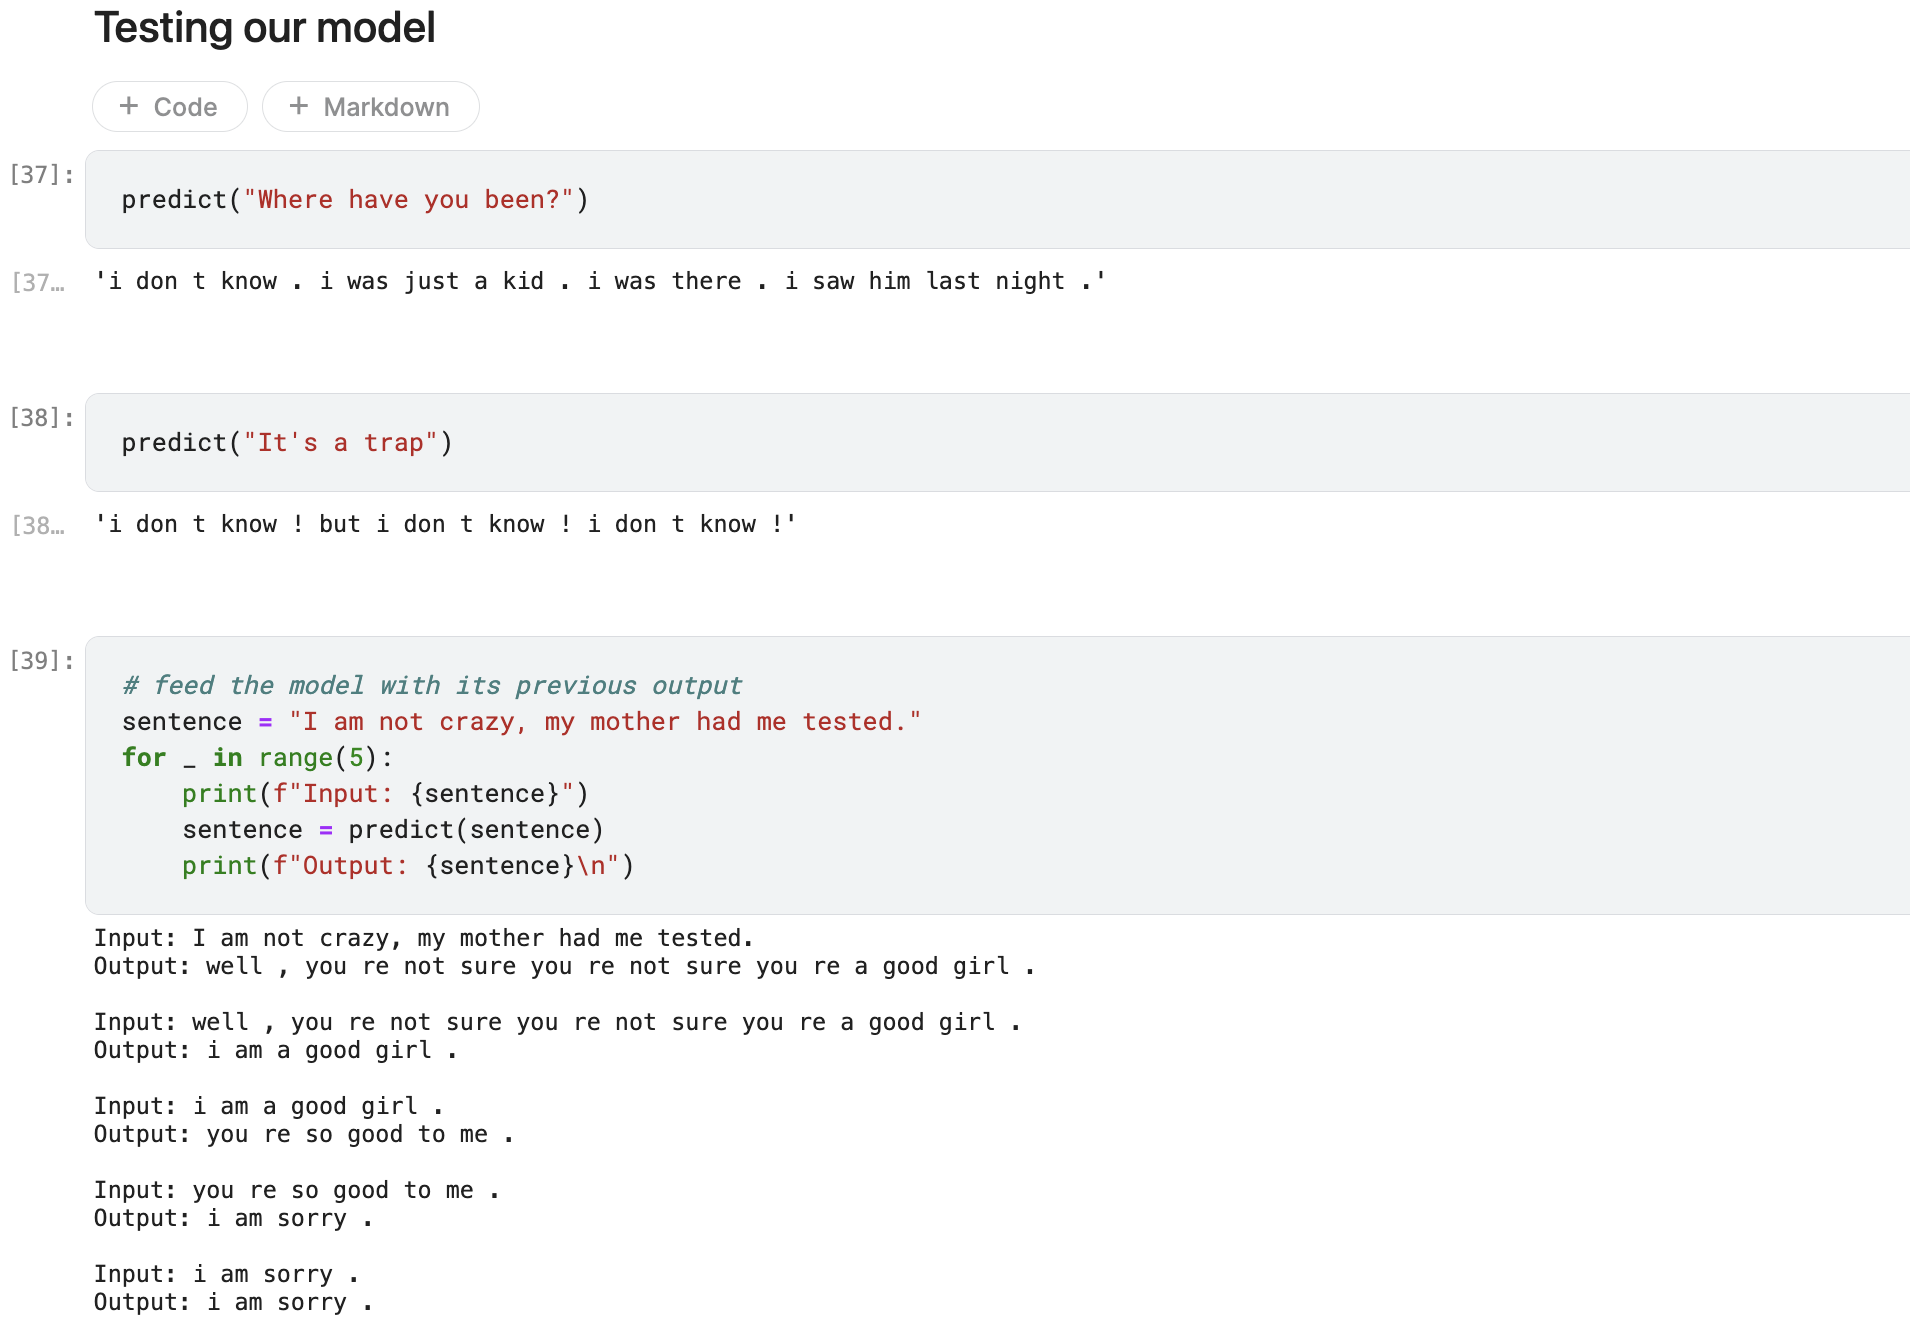 Testing our model
+ Code + Markdown
[37]:
predict("Where have you been?")
[37… 'i don t know . i was just a kid . i was there . i saw him last night .'
[38]:
predict("It's a trap")
[38… 'i don t know ! but i don t know ! i don t know !'
[39]:
# feed the model with its previous output
sentence = "I am not crazy, my mother had me tested."
for _ in range(5):
    print(f"Input: {sentence}")
    sentence = predict(sentence)
    print(f"Output: {sentence}\n")
Input: I am not crazy, my mother had me tested.
Output: well , you re not sure you re not sure you re a good girl .
Input: well , you re not sure you re not sure you re a good girl .
Output: i am a good girl .
Input: i am a good girl .
Output: you re so good to me .
Input: you re so good to me .
Output: i am sorry .
Input: i am sorry .
Output: i am sorry .